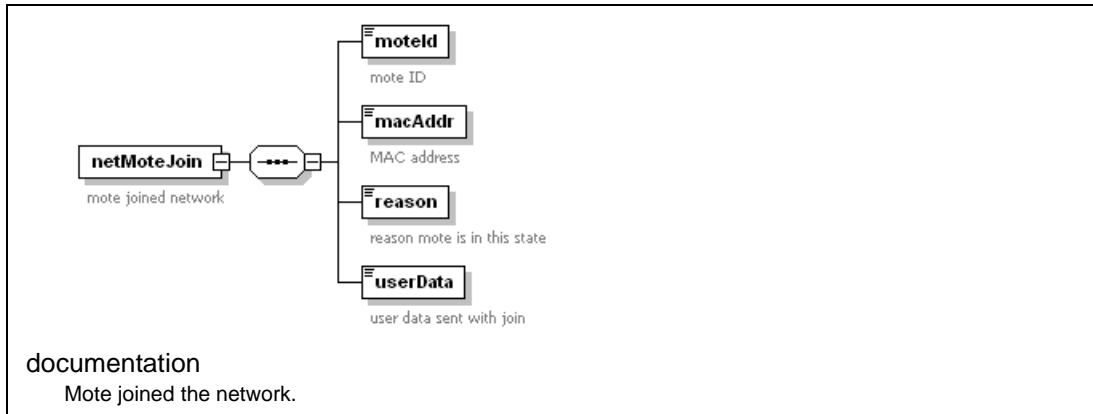 moteId
mote ID
macAddr
MAC address
netMoteJoin
mote joined network
reason
reason mote is in this state
userData
user data sent with join
documentation
Mote joined the network.